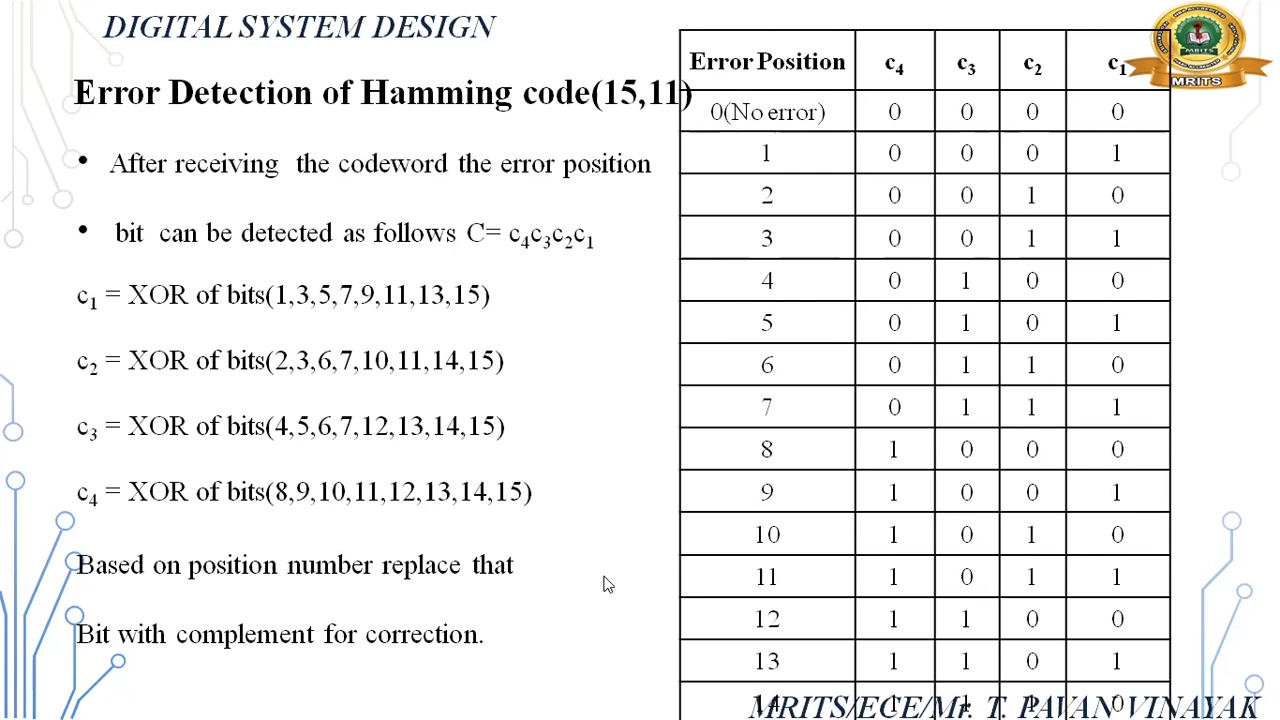 DIGITAL SYSTEM DESIGN
Error Detection of Hamming code(15,11)
• After receiving the codeword the error position
• bit can be detected as follows C= c₄c₃c₂c₁
c₁ = XOR of bits(1,3,5,7,9,11,13,15)
c₂ = XOR of bits(2,3,6,7,10,11,14,15)
c₃ = XOR of bits(4,5,6,7,12,13,14,15)
c₄ = XOR of bits(8,9,10,11,12,13,14,15)
Based on position number replace that
Bit with complement for correction.
Error Position c₄ c₃ c₂ c₁
0(No error) 0 0 0 0
1 0 0 0 1
2 0 0 1 0
3 0 0 1 1
4 0 1 0 0
5 0 1 0 1
6 0 1 1 0
7 0 1 1 1
8 1 0 0 0
9 1 0 0 1
10 1 0 1 0
11 1 0 1 1
12 1 1 0 0
13 1 1 0 1
14 1 1 1 0
MRITS
MRITS/ECE/Mr. T. PAVAN VINAYAK